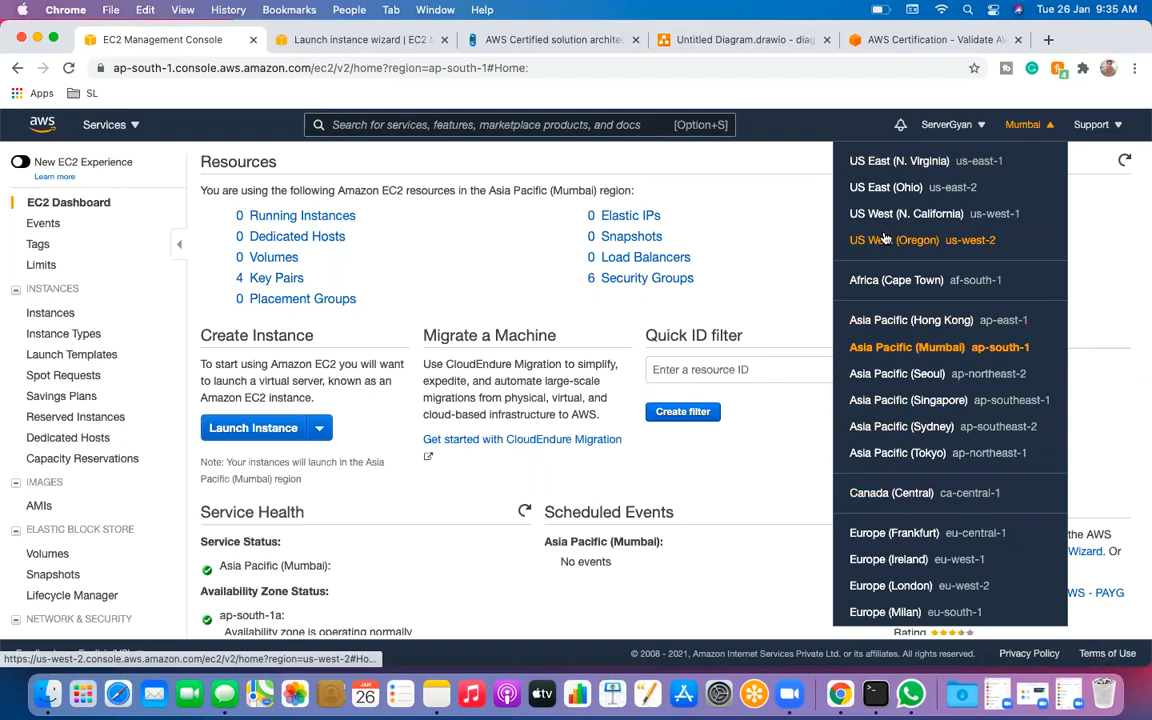 Chrome File Edit View History Bookmarks People Tab Window Help Tue 26 Jan 9:35 AM
EC2 Management Console
Launch instance wizard | EC2 M
AWS Certified solution archite
Untitled Diagram.drawio - diag
AWS Certification - Validate A
ap-south-1.console.aws.amazon.com/ec2/v2/home?region=ap-south-1#Home:
Apps SL
aws Services Search for services, features, marketplace products, and docs [Option+S] ServerGyan Mumbai Support
New EC2 Experience
Learn more
EC2 Dashboard
Events
Tags
Limits
INSTANCES
Instances
Instance Types
Launch Templates
Spot Requests
Savings Plans
Reserved Instances
Dedicated Hosts
Capacity Reservations
IMAGES
AMIs
ELASTIC BLOCK STORE
Volumes
Snapshots
Lifecycle Manager
NETWORK & SECURITY
Resources
You are using the following Amazon EC2 resources in the Asia Pacific (Mumbai) region:
0 Running Instances
0 Dedicated Hosts
0 Volumes
4 Key Pairs
0 Placement Groups
0 Elastic IPs
0 Snapshots
0 Load Balancers
6 Security Groups
Create Instance
To start using Amazon EC2 you will want
to launch a virtual server, known as an
Amazon EC2 instance.
Launch Instance
Note: Your instances will launch in the Asia
Pacific (Mumbai) region
Migrate a Machine
Use CloudEndure Migration to simplify,
expedite, and automate large-scale
migrations from physical, virtual, and
cloud-based infrastructure to AWS.
Get started with CloudEndure Migration
Quick ID filter
Enter a resource ID
Create filter
Service Health
Service Status:
Asia Pacific (Mumbai):
Availability Zone Status:
ap-south-1a:
Availability zone is operating normally
Scheduled Events
Asia Pacific (Mumbai):
No events
US East (N. Virginia) us-east-1
US East (Ohio) us-east-2
US West (N. California) us-west-1
US West (Oregon) us-west-2
Africa (Cape Town) af-south-1
Asia Pacific (Hong Kong) ap-east-1
Asia Pacific (Mumbai) ap-south-1
Asia Pacific (Seoul) ap-northeast-2
Asia Pacific (Singapore) ap-southeast-1
Asia Pacific (Sydney) ap-southeast-2
Asia Pacific (Tokyo) ap-northeast-1
Canada (Central) ca-central-1
Europe (Frankfurt) eu-central-1
Europe (Ireland) eu-west-1
Europe (London) eu-west-2
Europe (Milan) eu-south-1
the AWS
Wizard. Or
WS - PAYG
Rating
https://us-west-2.console.aws.amazon.com/ec2/v2/home?region=us-west-2#Ho...
© 2008 - 2021, Amazon Internet Services Private Ltd. or its affiliates. All rights reserved. Privacy Policy Terms of Use
JAN
26
tv